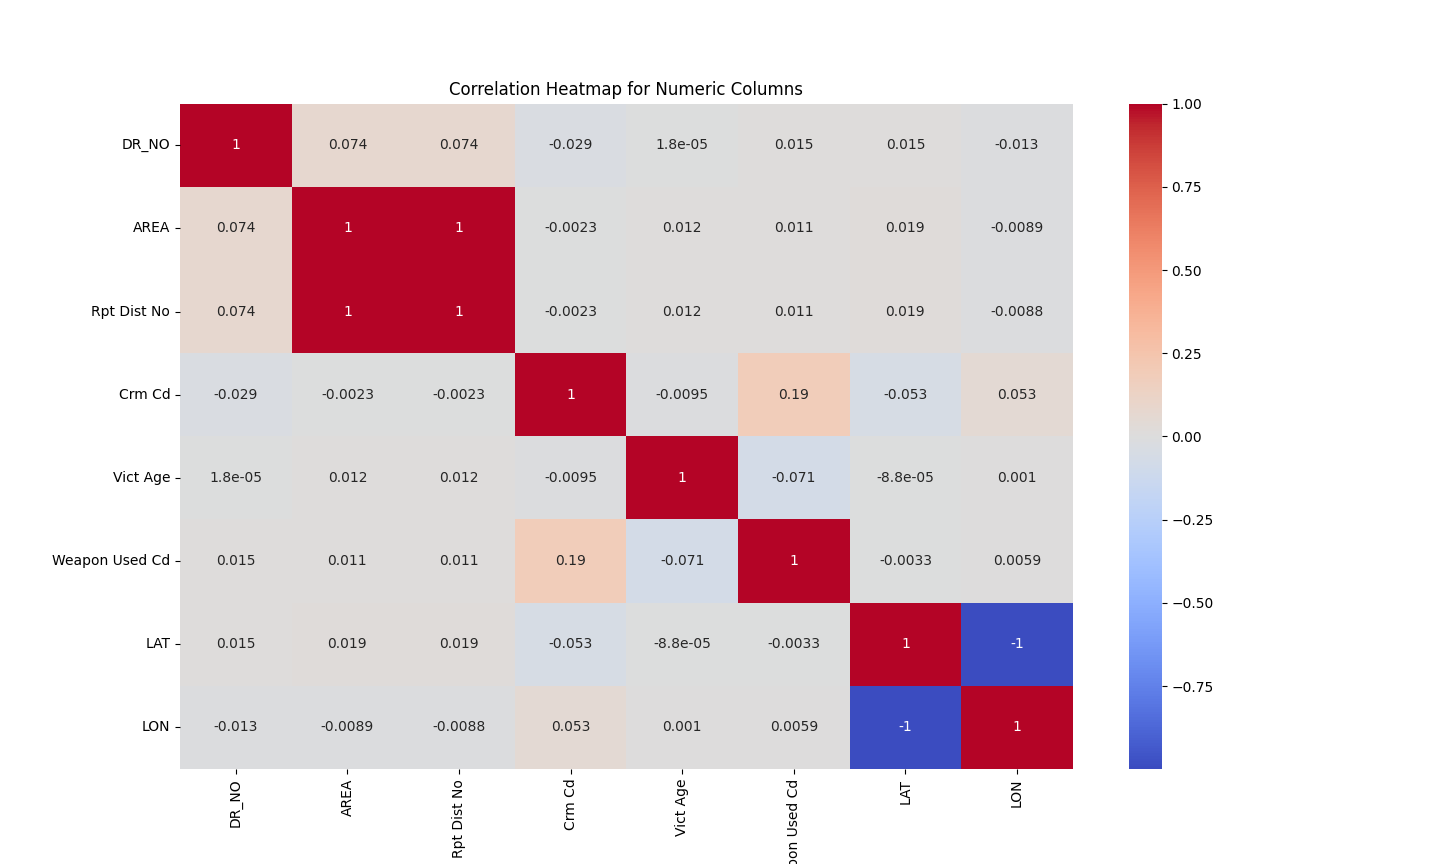 Correlation Heatmap for Numeric Columns
DR_NO 1 0.074 0.074 -0.029 1.8e-05 0.015 0.015 -0.013
AREA 0.074 1 1 -0.0023 0.012 0.011 0.019 -0.0089
Rpt Dist No 0.074 1 1 -0.0023 0.012 0.011 0.019 -0.0088
Crm Cd -0.029 -0.0023 -0.0023 1 -0.0095 0.19 -0.053 0.053
Vict Age 1.8e-05 0.012 0.012 -0.0095 1 -0.071 -8.8e-05 0.001
Weapon Used Cd 0.015 0.011 0.011 0.19 -0.071 1 -0.0033 0.0059
LAT 0.015 0.019 0.019 -0.053 -8.8e-05 -0.0033 1 -1
LON -0.013 -0.0089 -0.0088 0.053 0.001 0.0059 -1 1
DR_NO
AREA
Rpt Dist No
Crm Cd
Vict Age
pon Used Cd
LAT
LON
1.00
0.75
0.50
0.25
0.00
−0.25
−0.50
−0.75